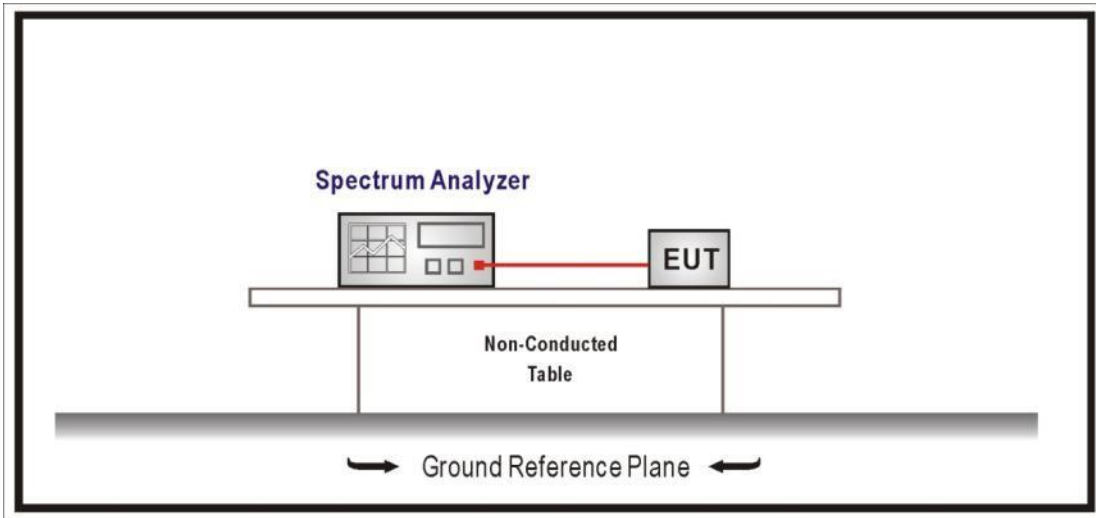 Spectrum Analyzer
EUT
Non-Conducted
Table
Ground Reference Plane